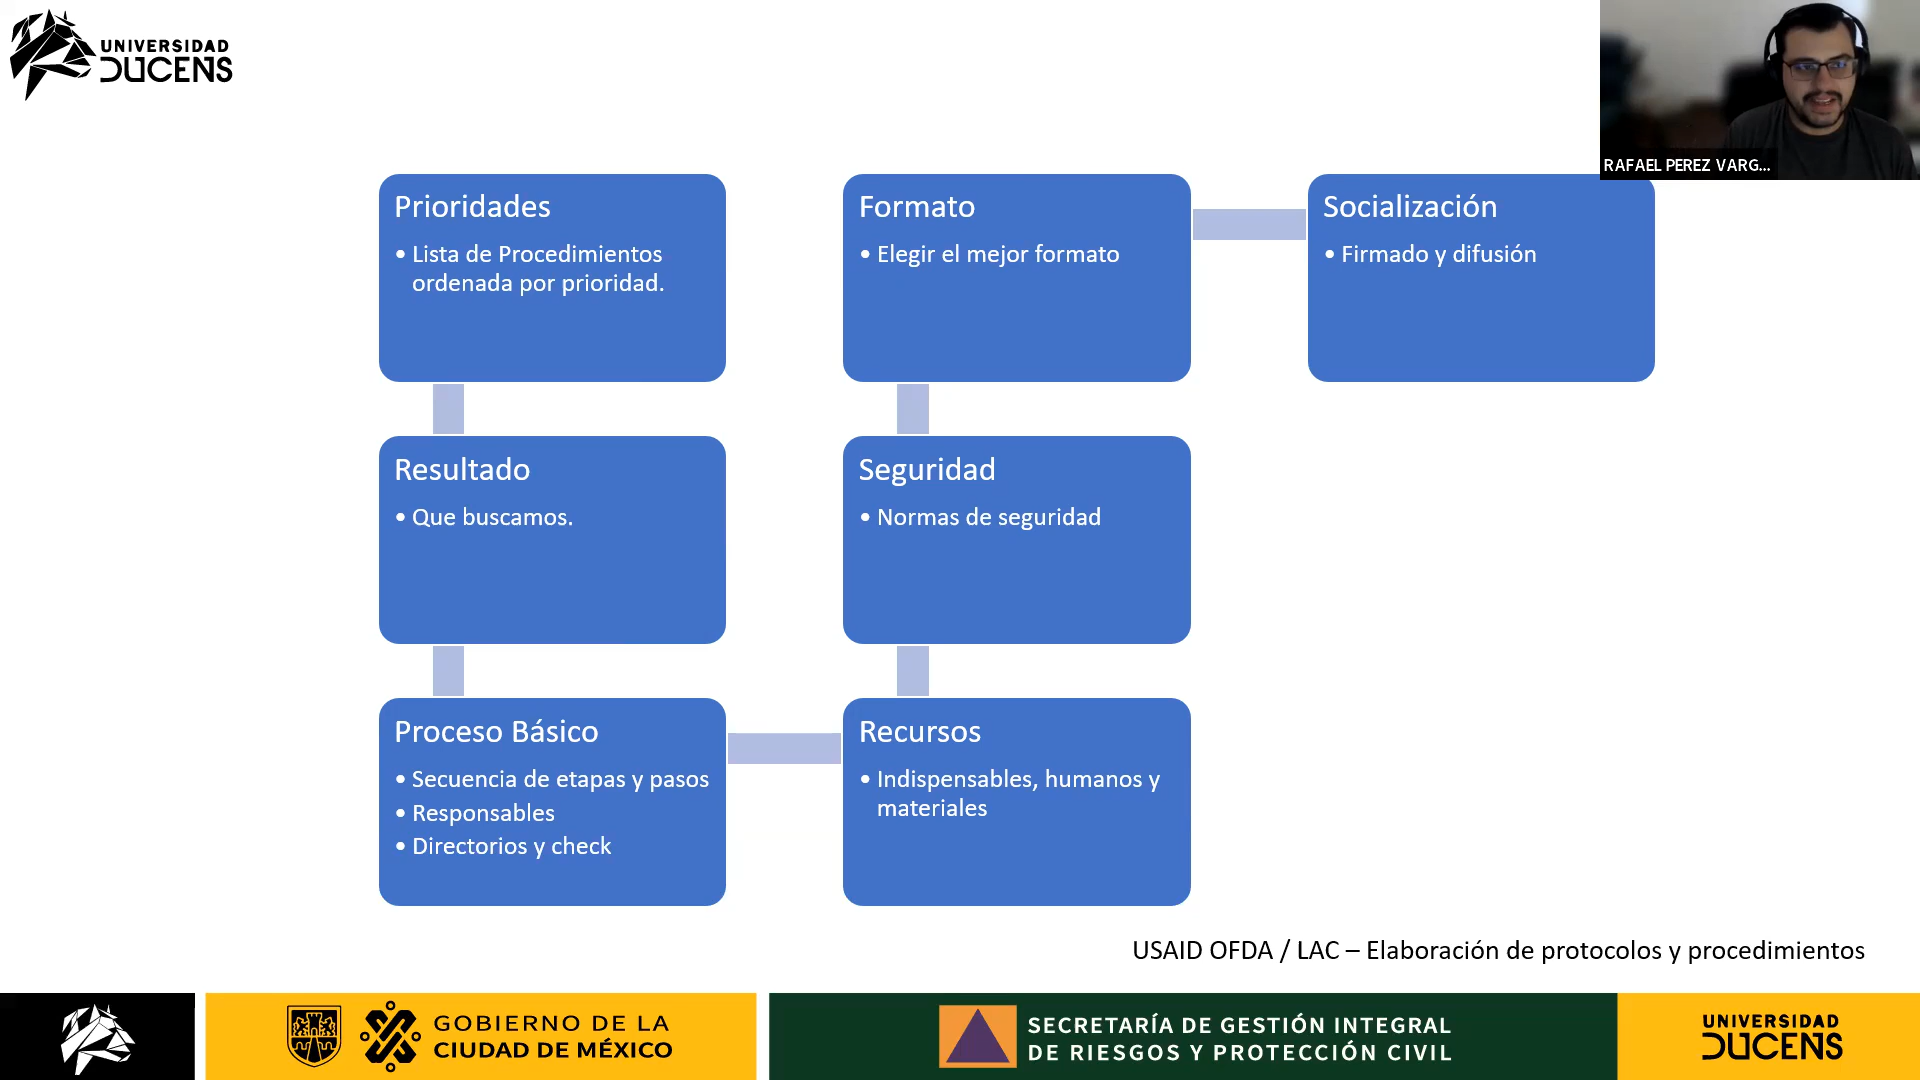 UNIVERSIDAD
DUCENS
RAFAEL PEREZ VARG...
Prioridades
• Lista de Procedimientos
ordenada por prioridad.
Resultado
• Que buscamos.
Proceso Básico
• Secuencia de etapas y pasos
• Responsables
• Directorios y check
Recursos
• Indispensables, humanos y
materiales
Seguridad
• Normas de seguridad
Formato
• Elegir el mejor formato
Socialización
• Firmado y difusión
USAID OFDA / LAC – Elaboración de protocolos y procedimientos
GOBIERNO DE LA
CIUDAD DE MÉXICO
SECRETARÍA DE GESTIÓN INTEGRAL
DE RIESGOS Y PROTECCIÓN CIVIL
UNIVERSIDAD
DUCENS